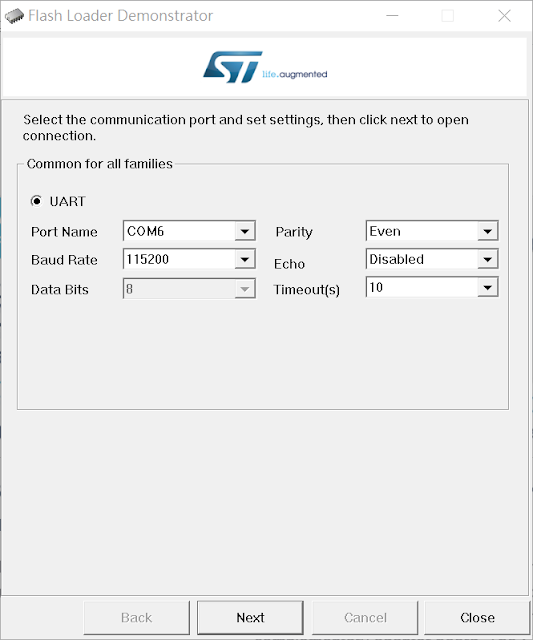 Flash Loader Demonstrator
ST life.augmented
Select the communication port and set settings, then click next to open
connection.
Common for all families
UART
Port Name COM6 Parity Even
Baud Rate 115200 Echo Disabled
Data Bits 8 Timeout(s) 10
Back Next Cancel Close